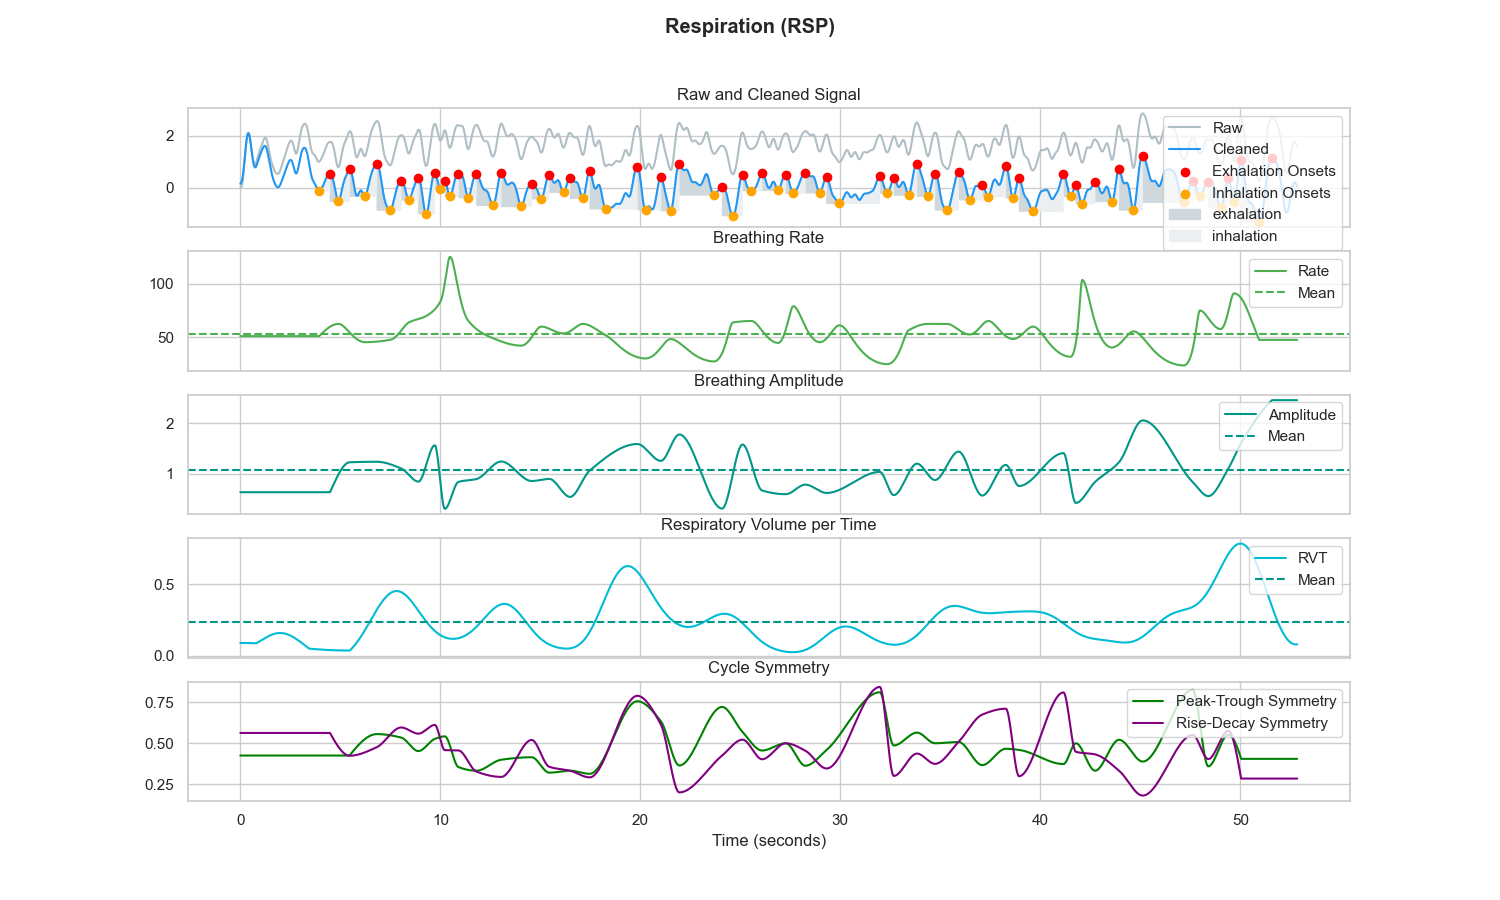 Respiration (RSP)
Raw and Cleaned Signal
2
0
Raw
Cleaned
Exhalation Onsets
Inhalation Onsets
exhalation
inhalation
Breathing Rate
100
50
Rate
Mean
Breathing Amplitude
2
1
Amplitude
Mean
Respiratory Volume per Time
0.5
0.0
RVT
Mean
Cycle Symmetry
0.75
0.50
0.25
Peak-Trough Symmetry
Rise-Decay Symmetry
0 10 20 30 40 50
Time (seconds)